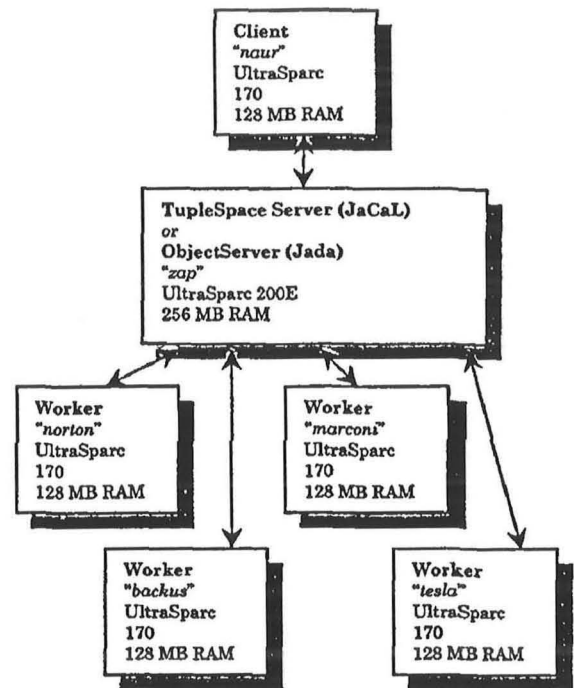 Client
"naur"
UltraSparc
170
128 MB RAM
TupleSpace Server (JaCaL)
or
ObjectServer (Jada)
"zap"
UltraSparc 200E
256 MB RAM
Worker
"norton"
UltraSparc
170
128 MB RAM
Worker
"marconi"
UltraSparc
170
128 MB RAM
Worker
"backus"
UltraSparc
170
128 MB RAM
Worker
"tesla"
UltraSparc
170
128 MB RAM